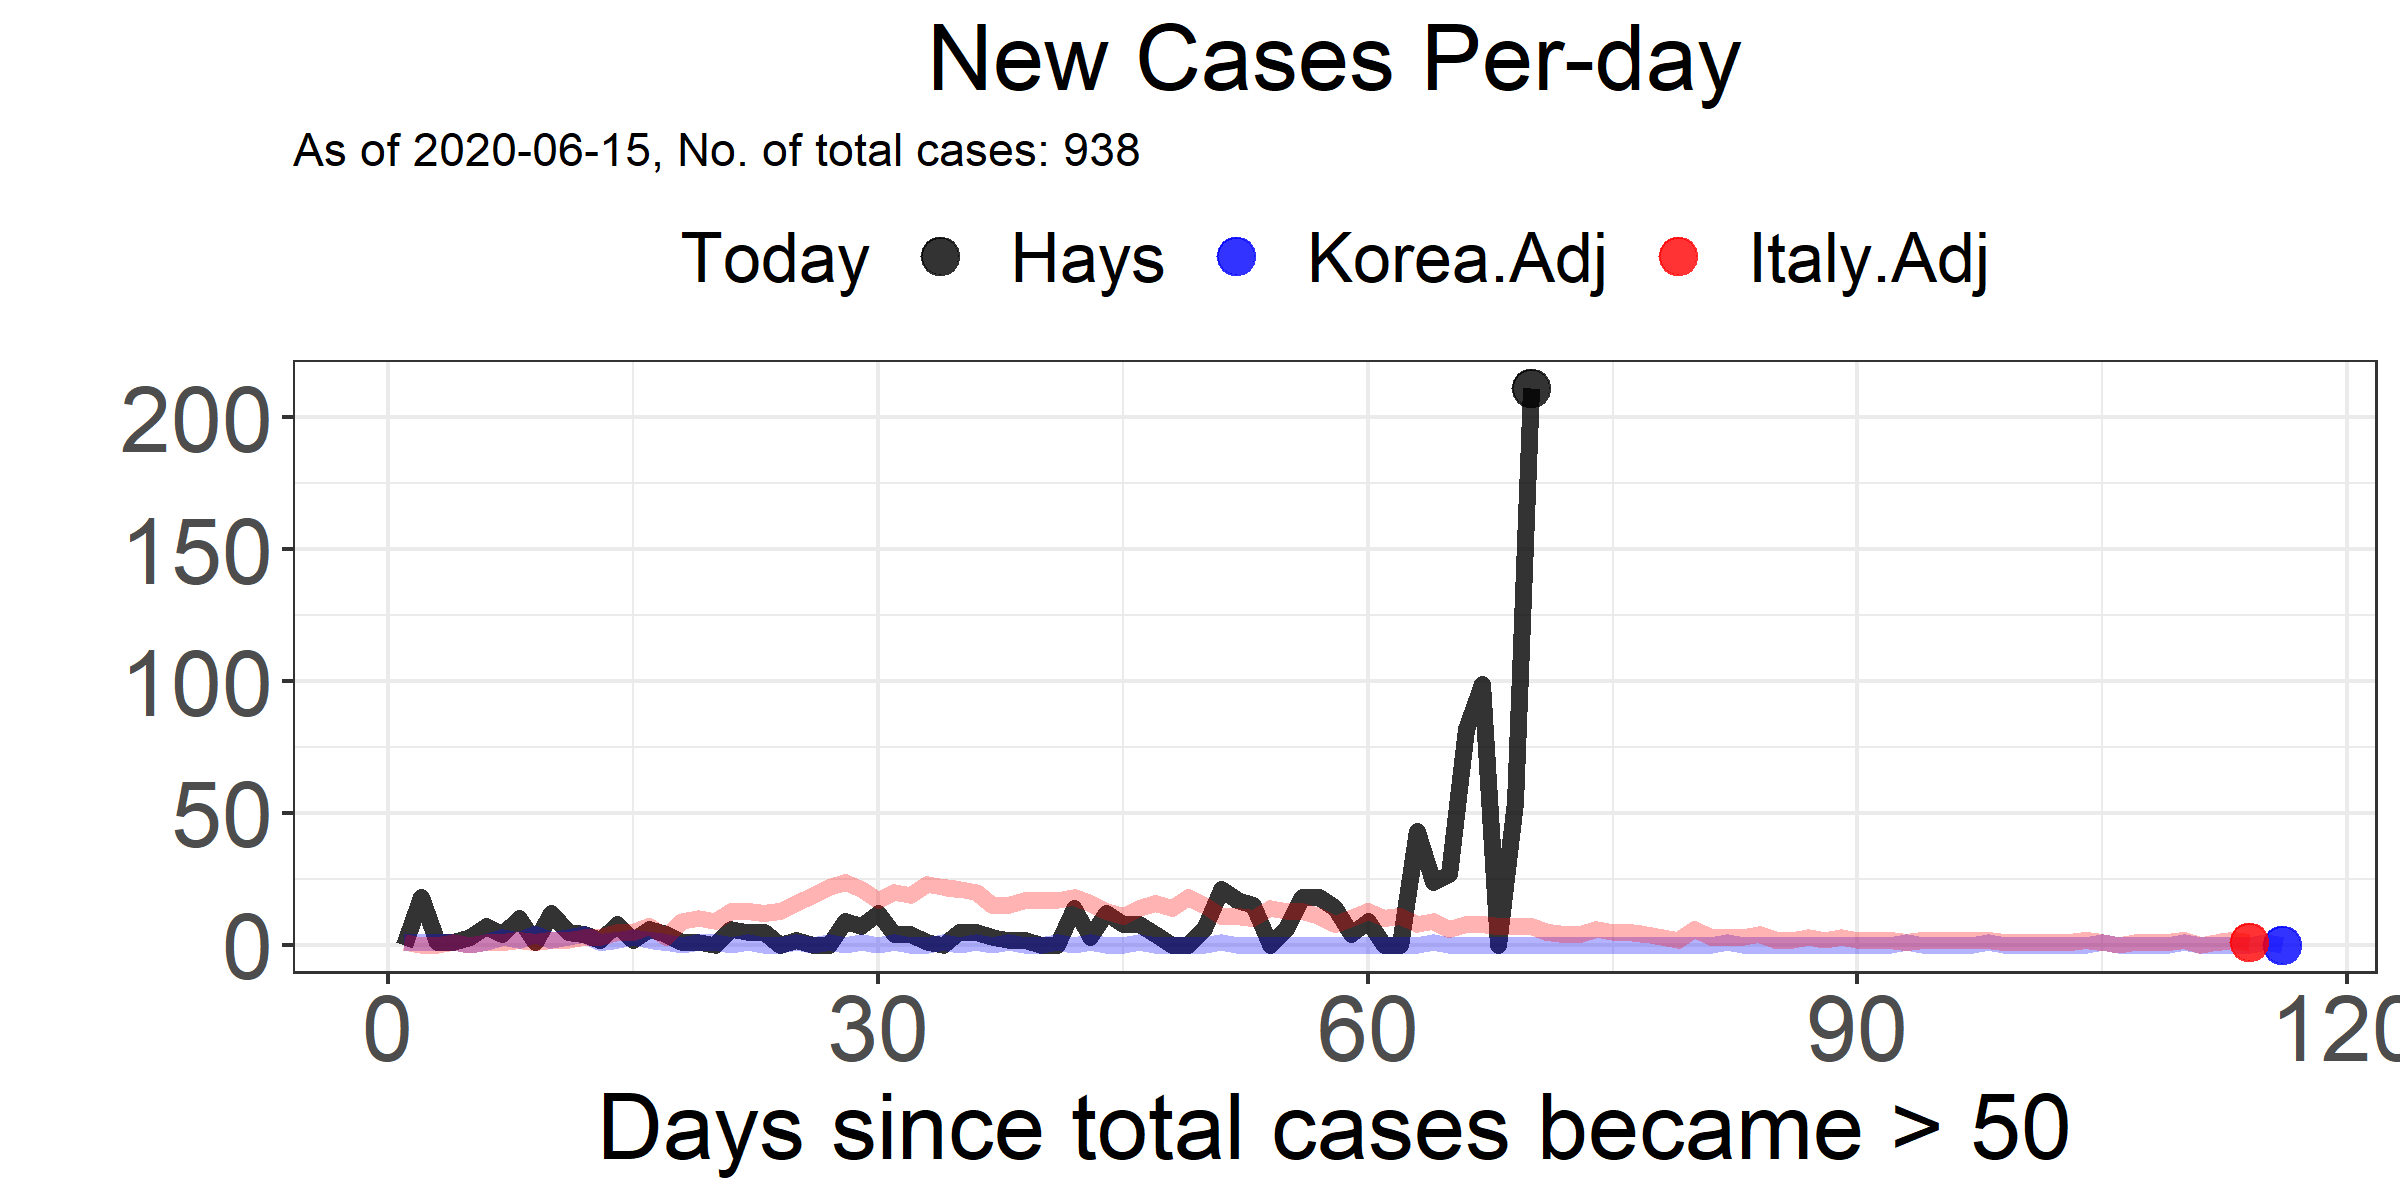 New Cases Per-day
As of 2020-06-15, No. of total cases: 938
Today Hays Korea.Adj Italy.Adj
200
150
100
50
0
0 30 60 90 120
Days since total cases became > 50